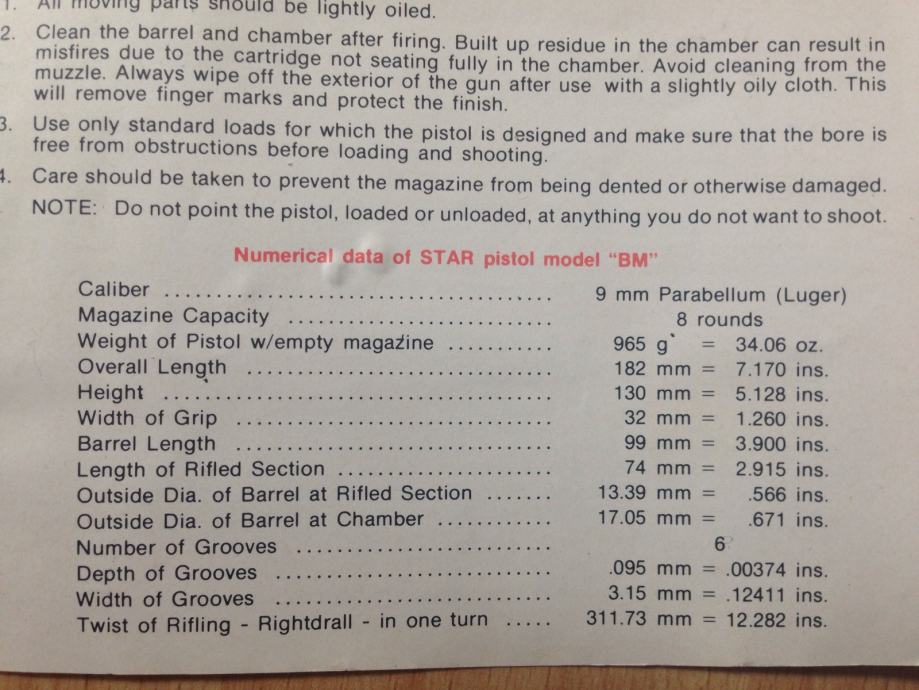 1. All moving parts should be lightly oiled.
2. Clean the barrel and chamber after firing. Built up residue in the chamber can result in
misfires due to the cartridge not seating fully in the chamber. Avoid cleaning from the
muzzle. Always wipe off the exterior of the gun after use with a slightly oily cloth. This
will remove finger marks and protect the finish.
3. Use only standard loads for which the pistol is designed and make sure that the bore is
free from obstructions before loading and shooting.
4. Care should be taken to prevent the magazine from being dented or otherwise damaged.
NOTE: Do not point the pistol, loaded or unloaded, at anything you do not want to shoot.
Numerical data of STAR pistol model “BM”
Caliber ........................................ 9 mm Parabellum (Luger)
Magazine Capacity ........................... 8 rounds
Weight of Pistol w/empty magazine ........... 965 g = 34.06 oz.
Overall Length ............................... 182 mm = 7.170 ins.
Height ........................................ 130 mm = 5.128 ins.
Width of Grip ................................ 32 mm = 1.260 ins.
Barrel Length ................................ 99 mm = 3.900 ins.
Length of Rifled Section ...................... 74 mm = 2.915 ins.
Outside Dia. of Barrel at Rifled Section ....... 13.39 mm = .566 ins.
Outside Dia. of Barrel at Chamber ............ 17.05 mm = .671 ins.
Number of Grooves .......................... 6
Depth of Grooves ............................ .095 mm = .00374 ins.
Width of Grooves ............................ 3.15 mm = .12411 ins.
Twist of Rifling - Rightdrall - in one turn ..... 311.73 mm = 12.282 ins.